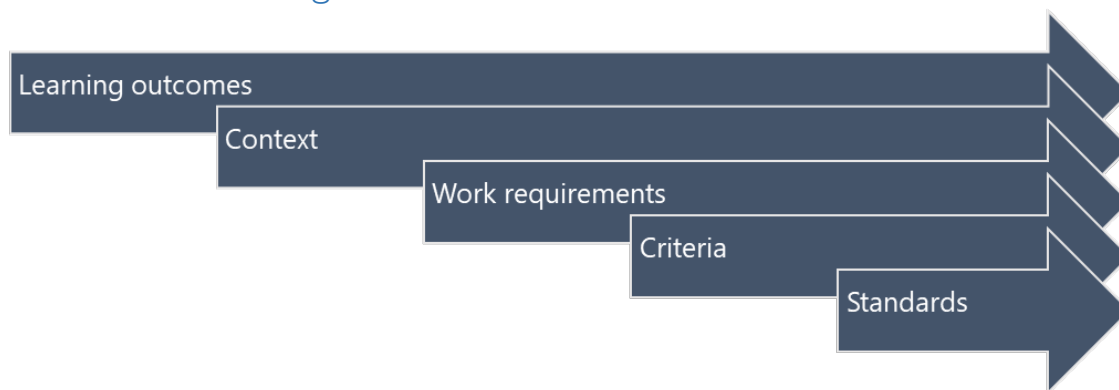 Learning outcomes
Context
Work requirements
Criteria
Standards